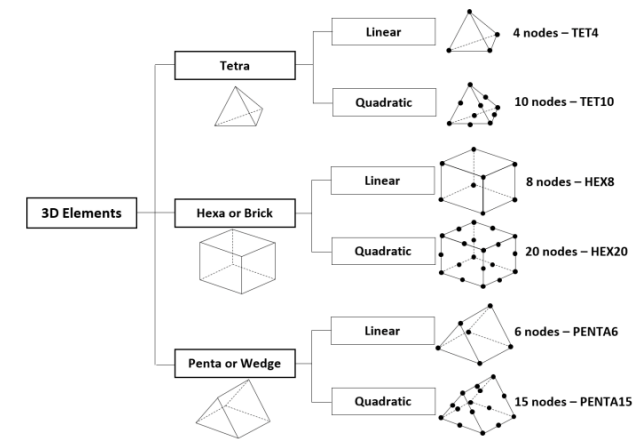 3D Elements
Tetra
Linear
4 nodes – TET4
Quadratic
10 nodes – TET10
Hexa or Brick
Linear
8 nodes – HEX8
Quadratic
20 nodes – HEX20
Penta or Wedge
Linear
6 nodes – PENTA6
Quadratic
15 nodes – PENTA15